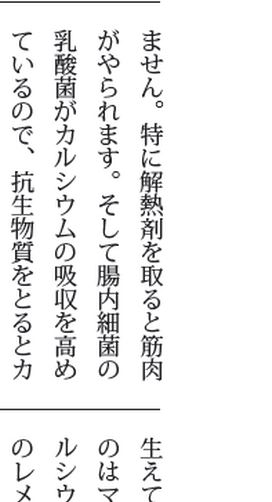 ません。特に解熱剤を取ると筋肉
がやられます。そして腸内細菌の
乳酸菌がカルシウムの吸収を高め
ているので、抗生物質をとるとカ
生えて
のはマ
ルシウ
のレメ